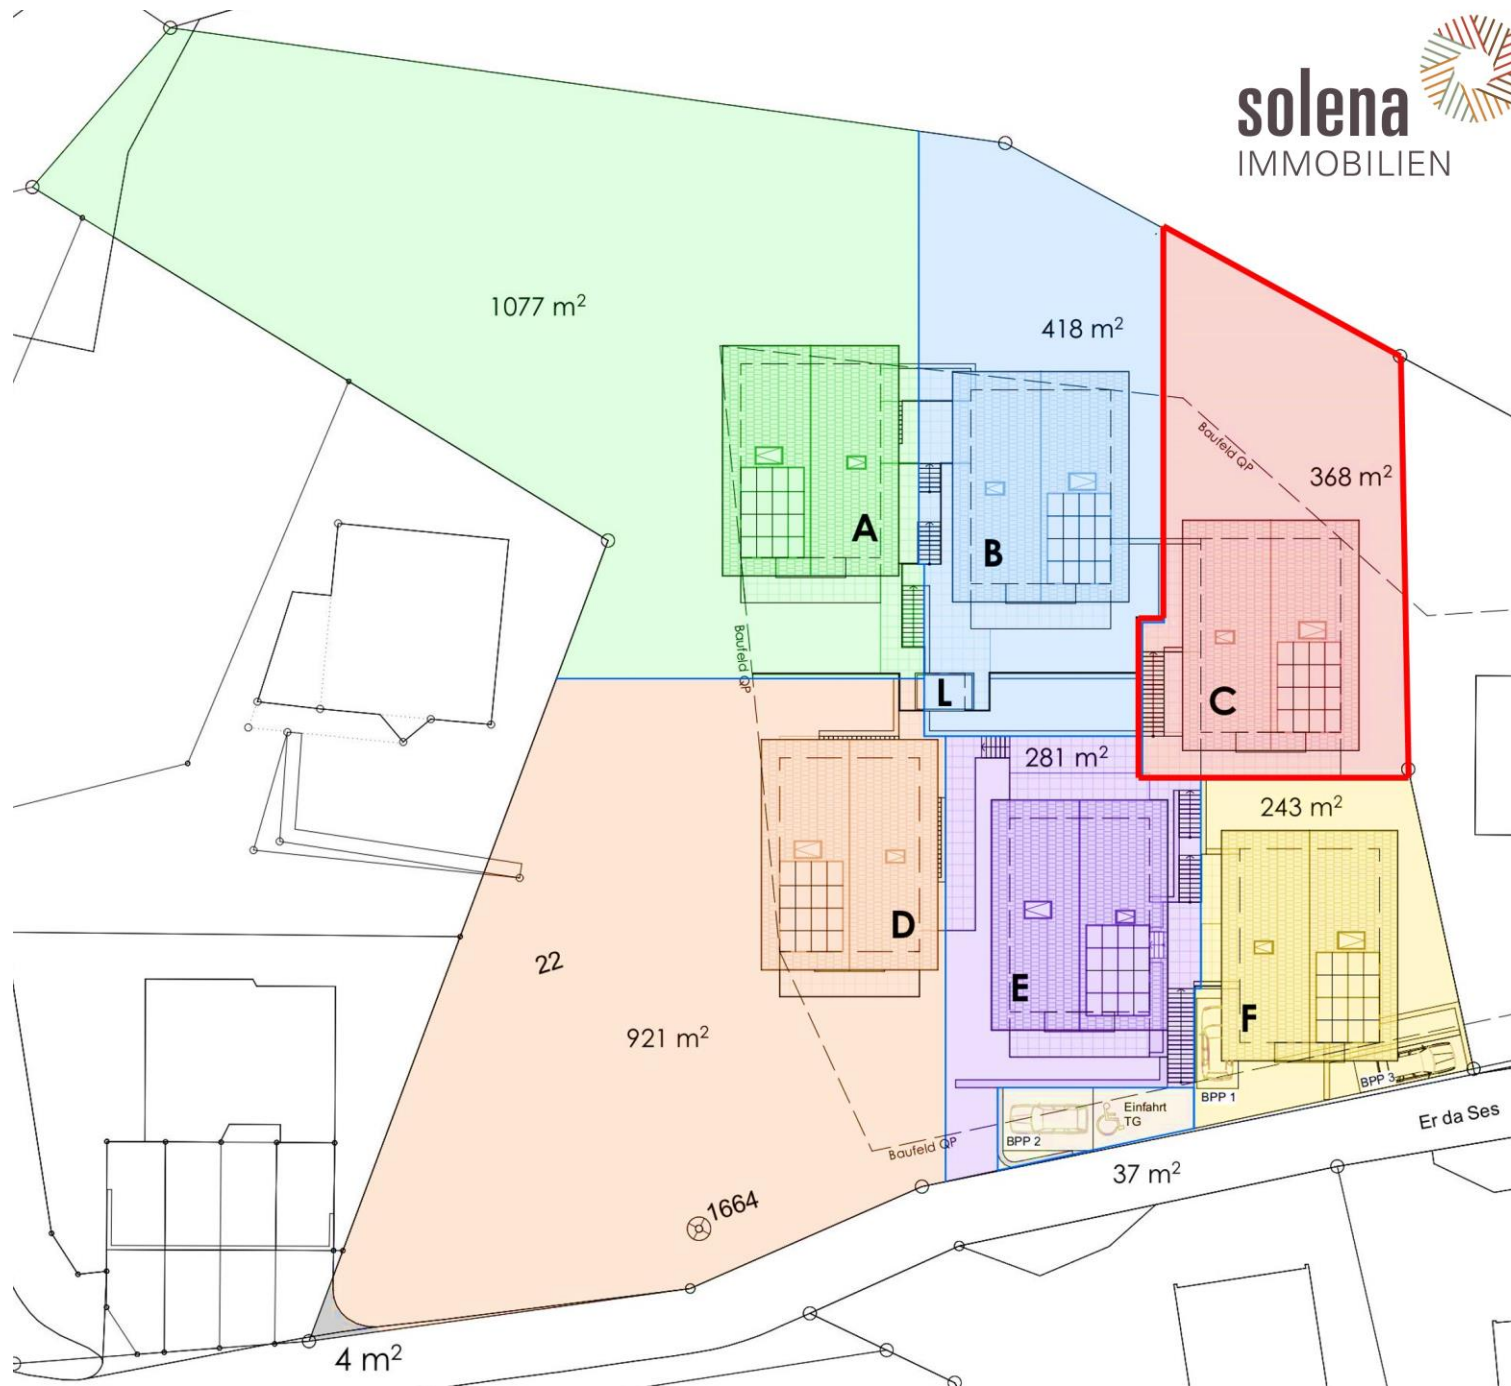 solena
IMMOBILIEN
1077 m²
418 m²
Baufeld QP
368 m²
A
B
Baufeld QP
L
C
281 m²
243 m²
D
22
E
F
921 m²
BPP 3
BPP 1
Einfahrt
TG
BPP 2
Er da Ses
Baufeld QP
37 m²
1664
4 m²